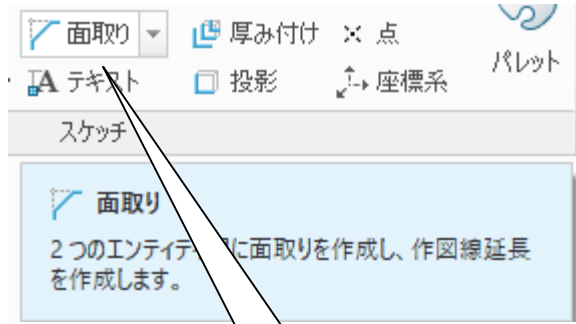 面取り 厚み付け 点
テキスト 投影 座標系 パレット
スケッチ
面取り
2つのエンティティ間に面取りを作成し、作図線延長
を作成します。